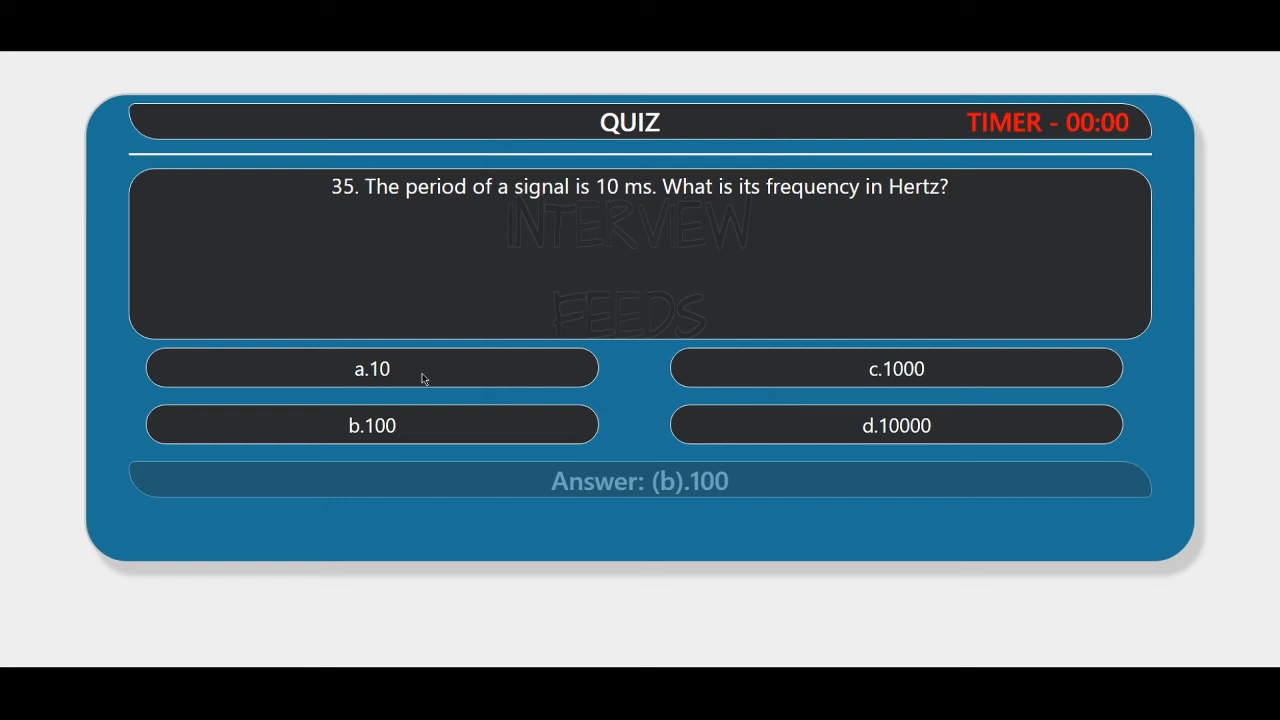 QUIZ
TIMER - 00:00
35. The period of a signal is 10 ms. What is its frequency in Hertz?
INTERVIEW
FEEDS
a.10
c.1000
b.100
d.10000
Answer: (b).100